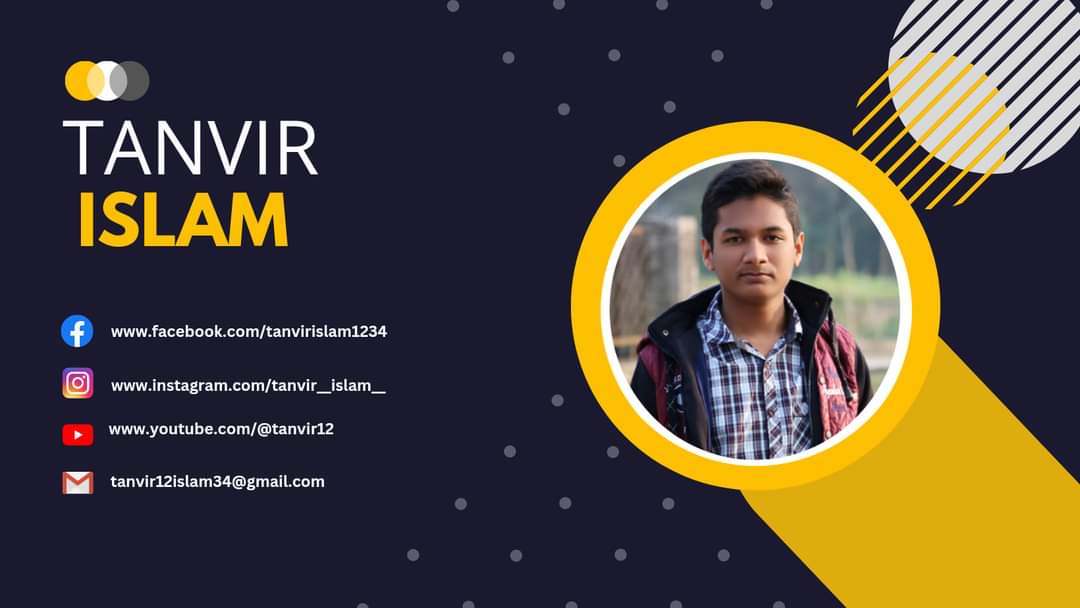 TANVIR
ISLAM
www.facebook.com/tanvirislam1234
www.instagram.com/tanvir__islam__
www.youtube.com/@tanvir12
tanvir12islam34@gmail.com